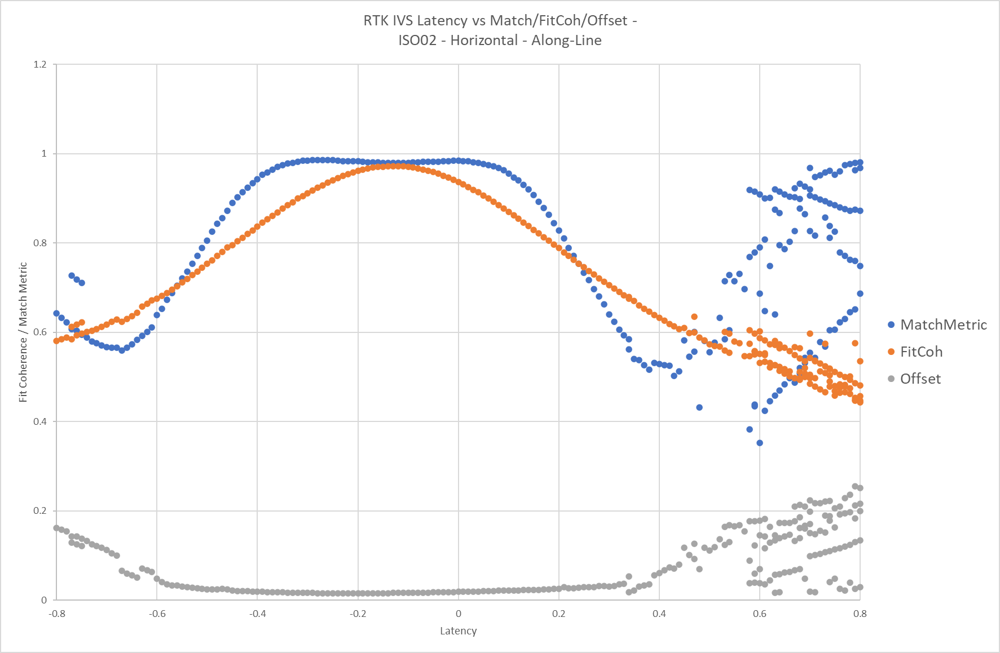 RTK IVS Latency vs Match/FitCoh/Offset -
ISO02 - Horizontal - Along-Line
1.2
1
0.8
0.6
0.4
0.2
0
Fit Coherence / Match Metric
-0.8
-0.6
-0.4
-0.2
0
0.2
0.4
0.6
0.8
Latency
MatchMetric
FitCoh
Offset